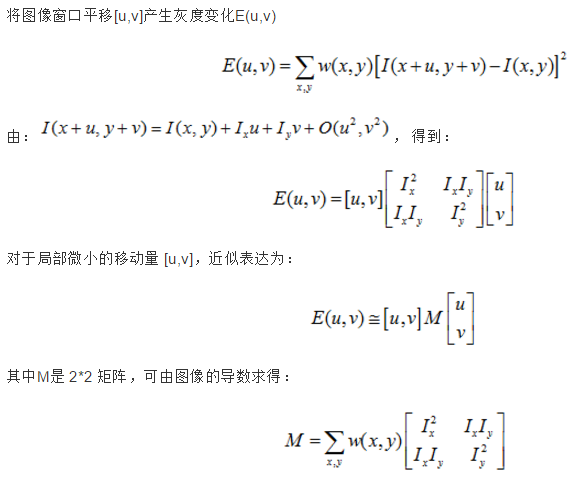 将图像窗口平移[u,v]产生灰度变化E(u,v)
E(u,v) = \sum_{x,y} w(x,y)[I(x+u, y+v) - I(x,y)]^2
由：I(x+u, y+v) = I(x,y) + I_x u + I_y v + O(u^2, v^2)，得到：
E(u,v) = [u,v] \begin{bmatrix} I_x^2 & I_x I_y \\ I_x I_y & I_y^2 \end{bmatrix} \begin{bmatrix} u \\ v \end{bmatrix}
对于局部微小的移动量 [u,v]，近似表达为：
E(u,v) \cong [u,v] M \begin{bmatrix} u \\ v \end{bmatrix}
其中M是 2*2 矩阵，可由图像的导数求得：
M = \sum_{x,y} w(x,y) \begin{bmatrix} I_x^2 & I_x I_y \\ I_x I_y & I_y^2 \end{bmatrix}